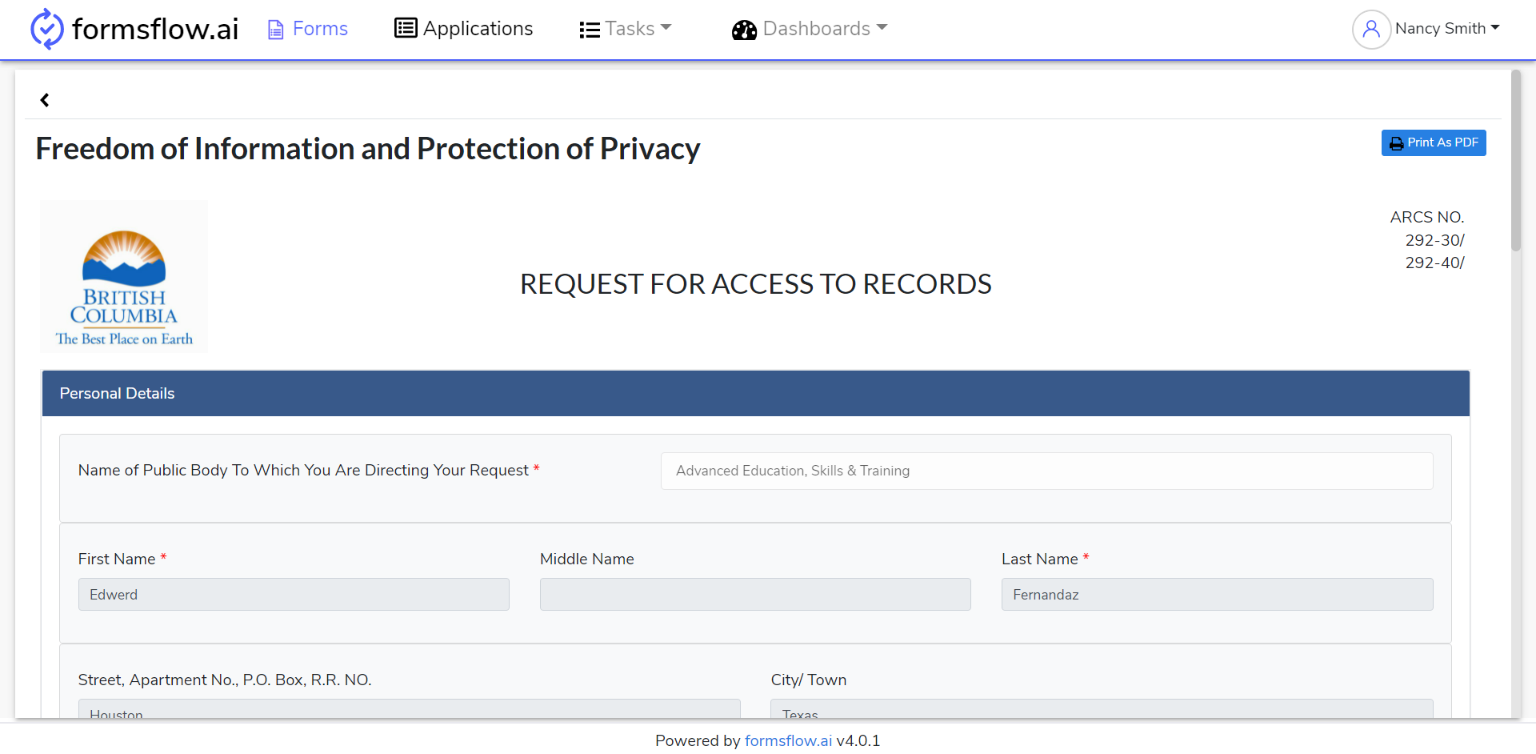 formsflow.ai Forms Applications Tasks Dashboards Nancy Smith
Freedom of Information and Protection of Privacy
Print As PDF
ARCS NO.
292-30/
292-40/
REQUEST FOR ACCESS TO RECORDS
BRITISH
COLUMBIA
The Best Place on Earth
Personal Details
Name of Public Body To Which You Are Directing Your Request * Advanced Education, Skills & Training
First Name * Middle Name Last Name *
Edwerd Fernandaz
Street, Apartment No., P.O. Box, R.R. NO. City/ Town
Houston Texas
Powered by formsflow.ai v4.0.1